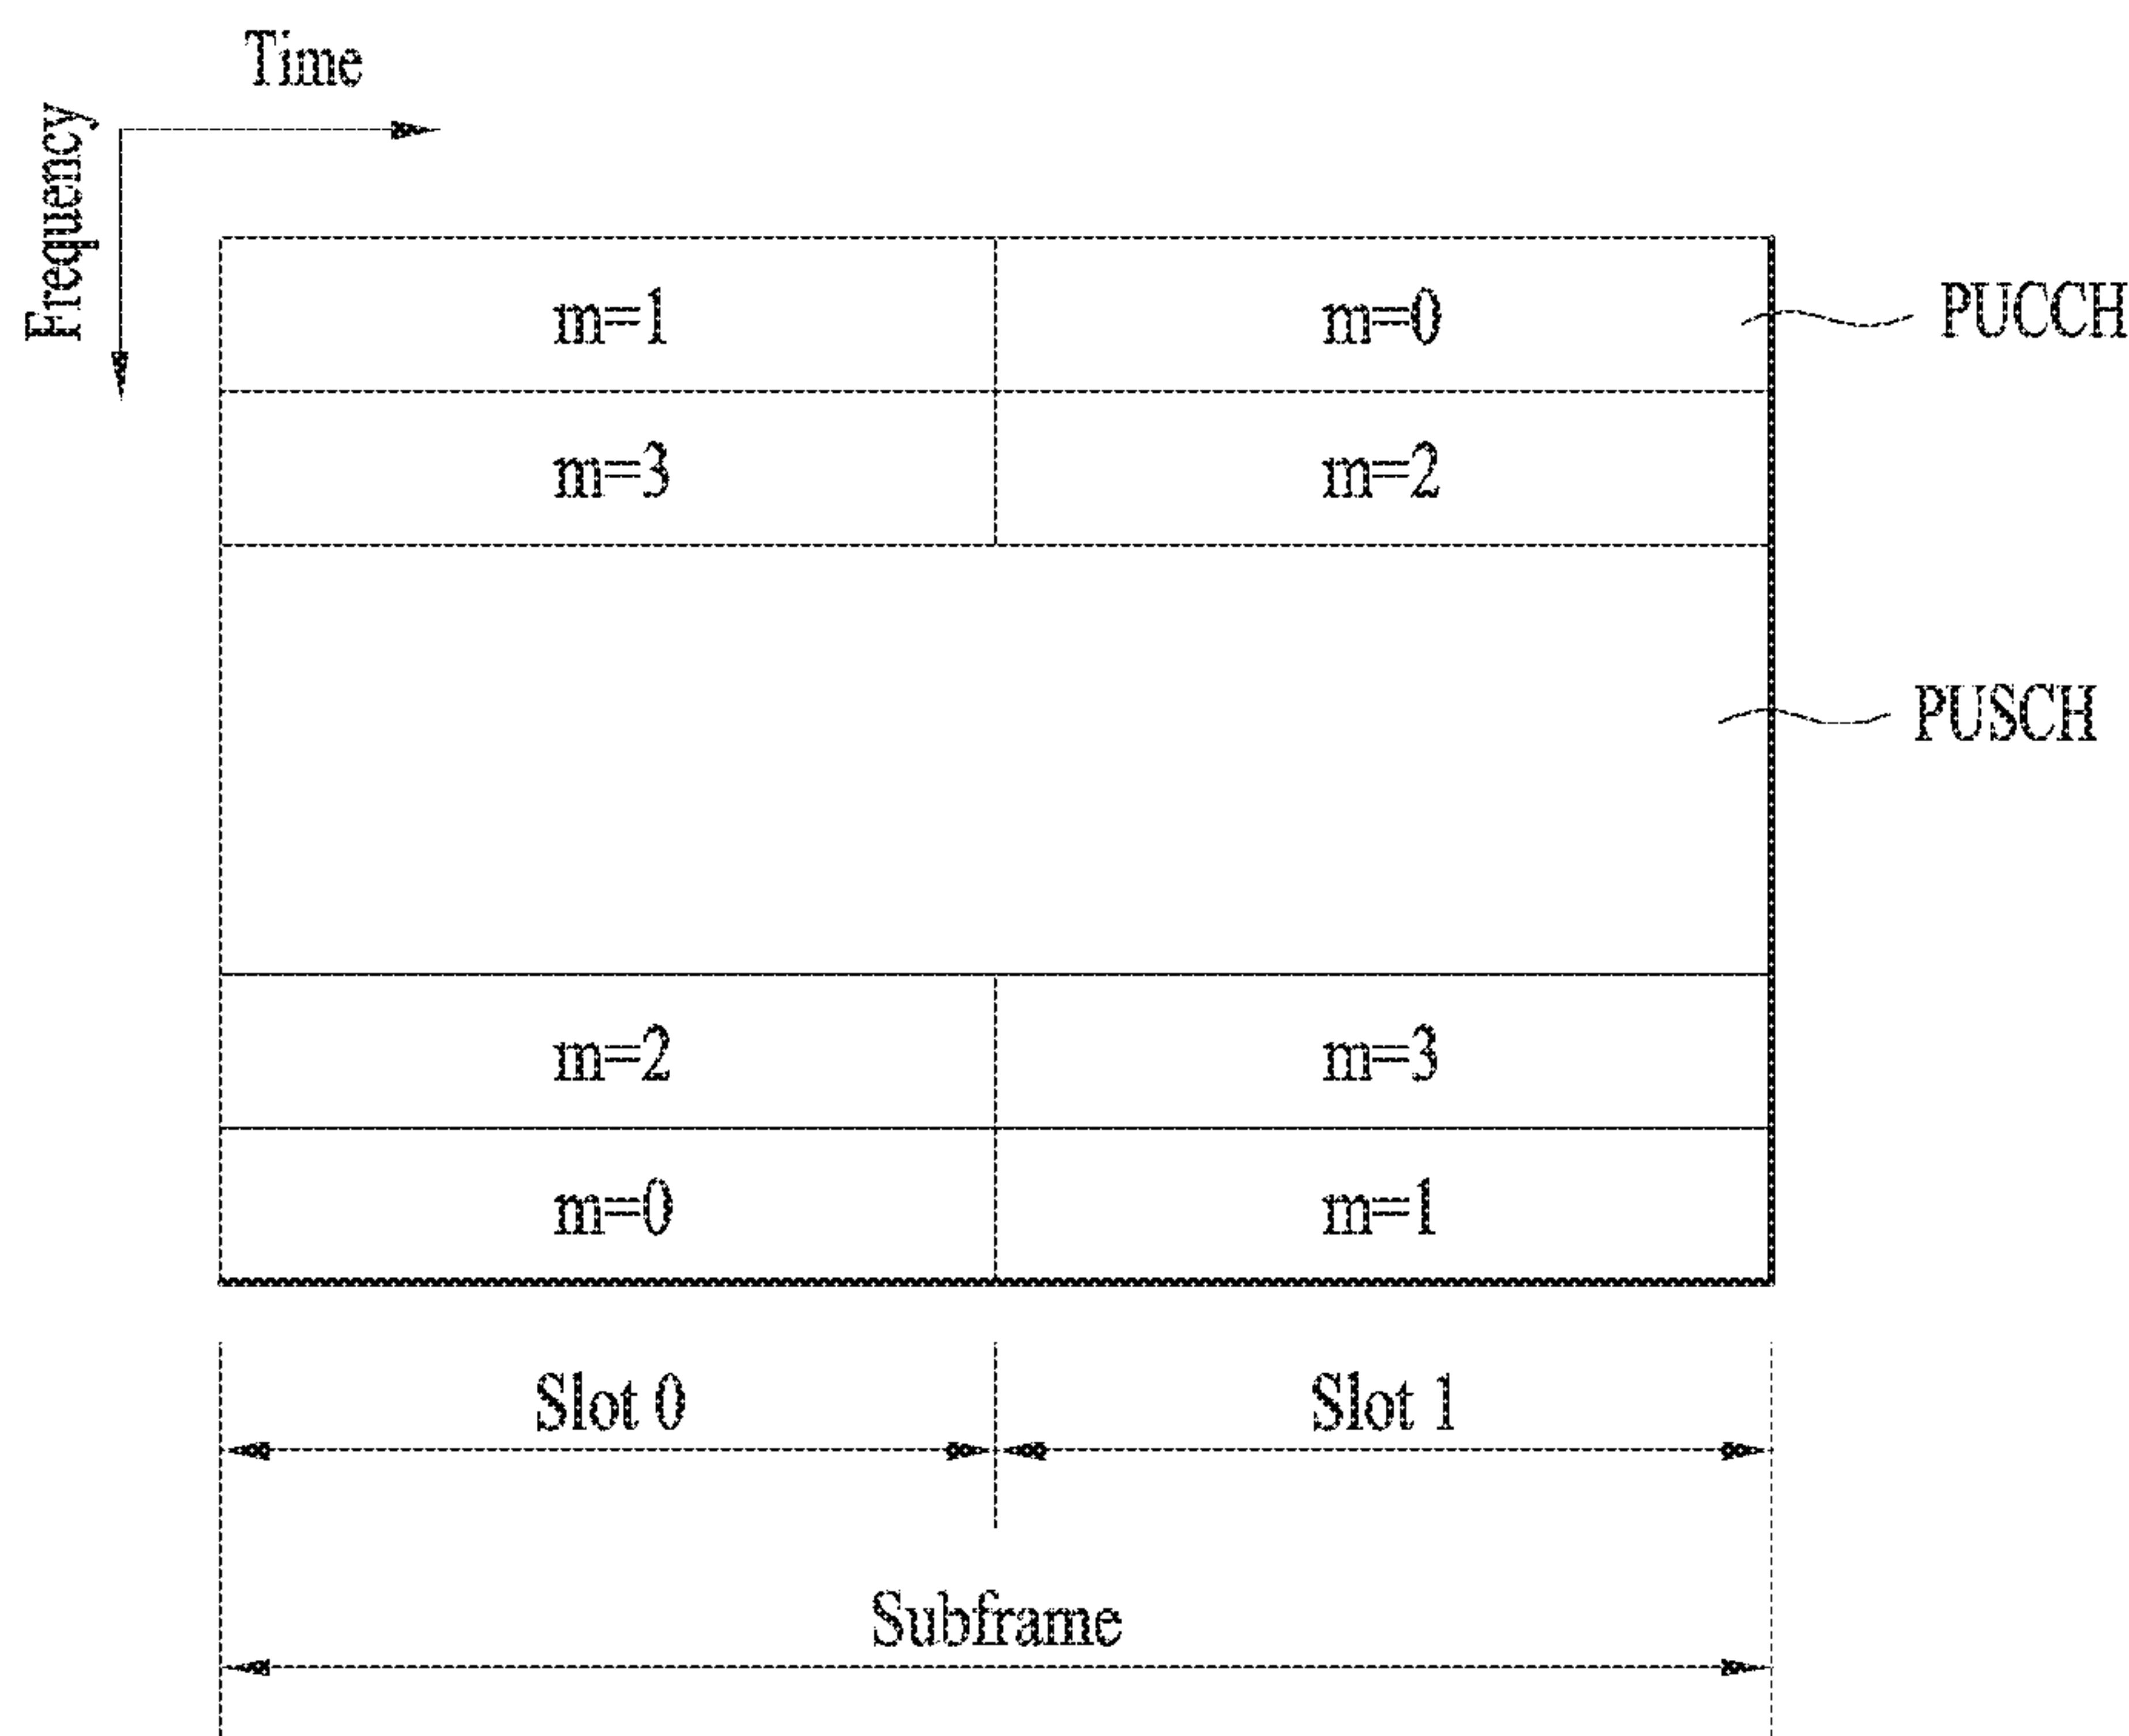 Time
Frequency
m=1
m=0
PUCCH
m=3
m=2
PUSCH
m=2
m=3
m=0
m=1
Slot 0
Slot 1
Subframe